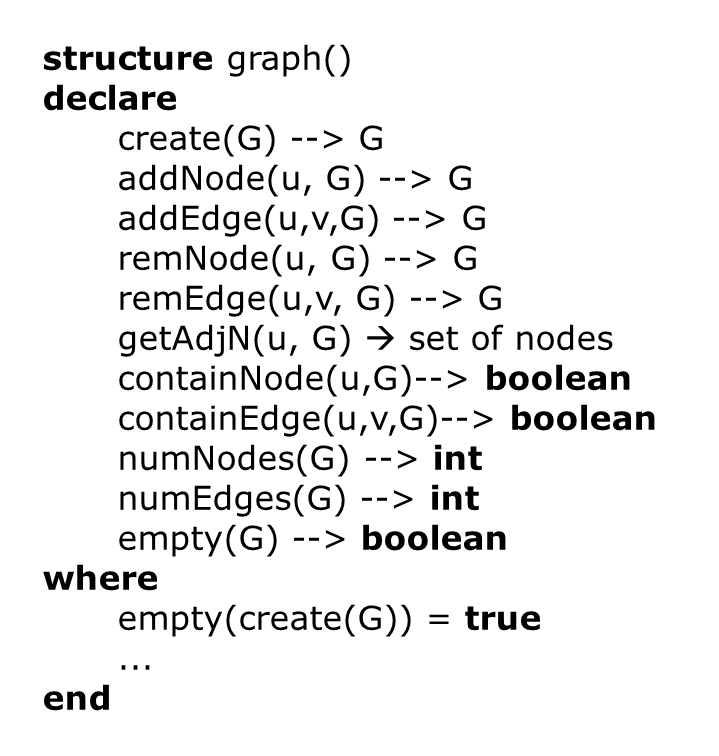 structure graph()
declare
create(G) --> G
addNode(u, G) --> G
addEdge(u,v,G) --> G
remNode(u, G) --> G
remEdge(u,v, G) --> G
getAdjN(u, G) → set of nodes
containNode(u,G)--> boolean
containEdge(u,v,G)--> boolean
numNodes(G) --> int
numEdges(G) --> int
empty(G) --> boolean
where
empty(create(G)) = true
...
end